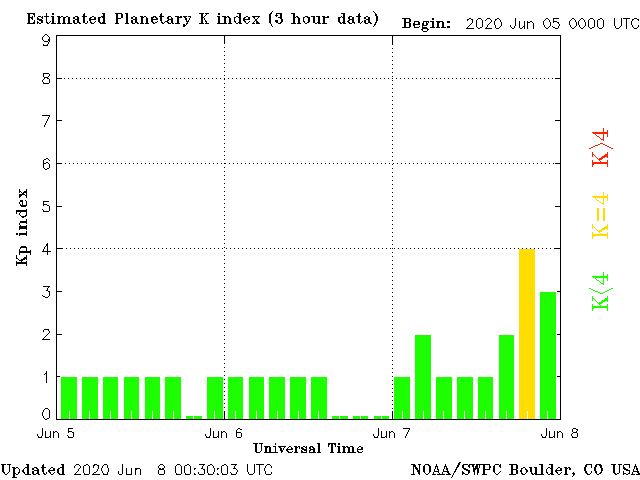 Estimated Planetary K index (3 hour data) Begin: 2020 Jun 05 0000 UTC
9
8
7
6
5
4
3
2
1
0
Kp index
K>4
K=4
K<4
Jun 5 Jun 6 Jun 7 Jun 8
Universal Time
Updated 2020 Jun 8 00:30:03 UTC NOAA/SWPC Boulder, CO USA